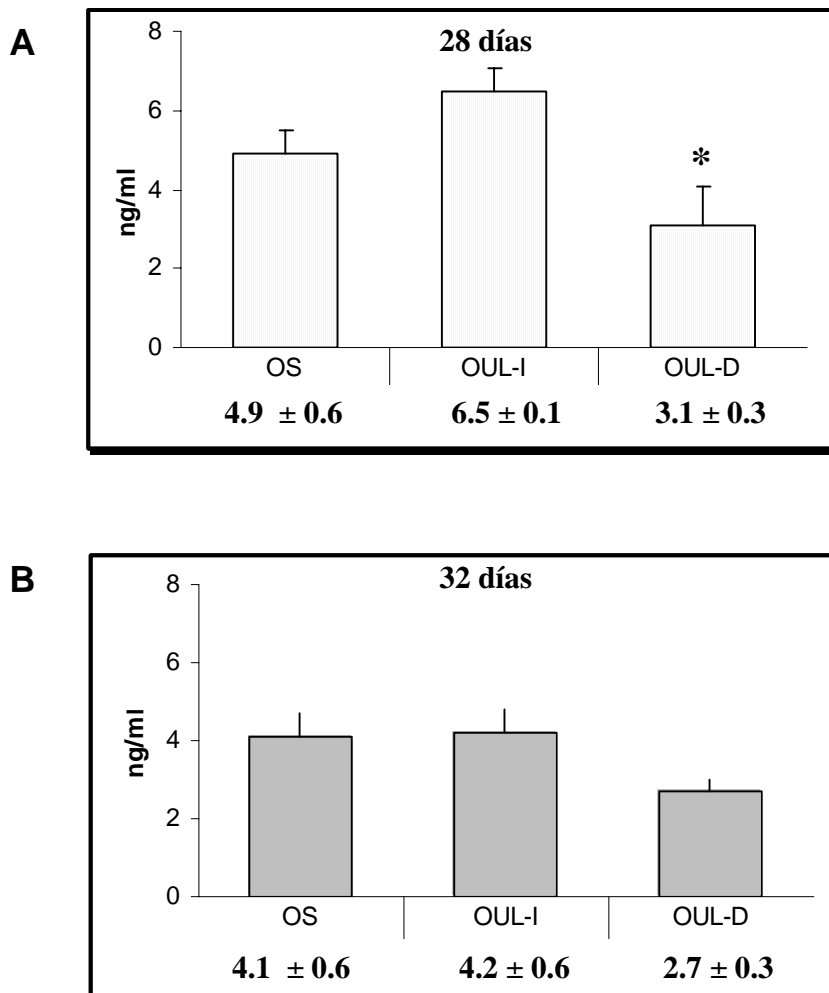 A
28 días
8
6
4
2
0
ng/ml
*
OS OUL-I OUL-D
4.9 ± 0.6 6.5 ± 0.1 3.1 ± 0.3
B
32 días
8
6
4
2
0
ng/ml
OS OUL-I OUL-D
4.1 ± 0.6 4.2 ± 0.6 2.7 ± 0.3